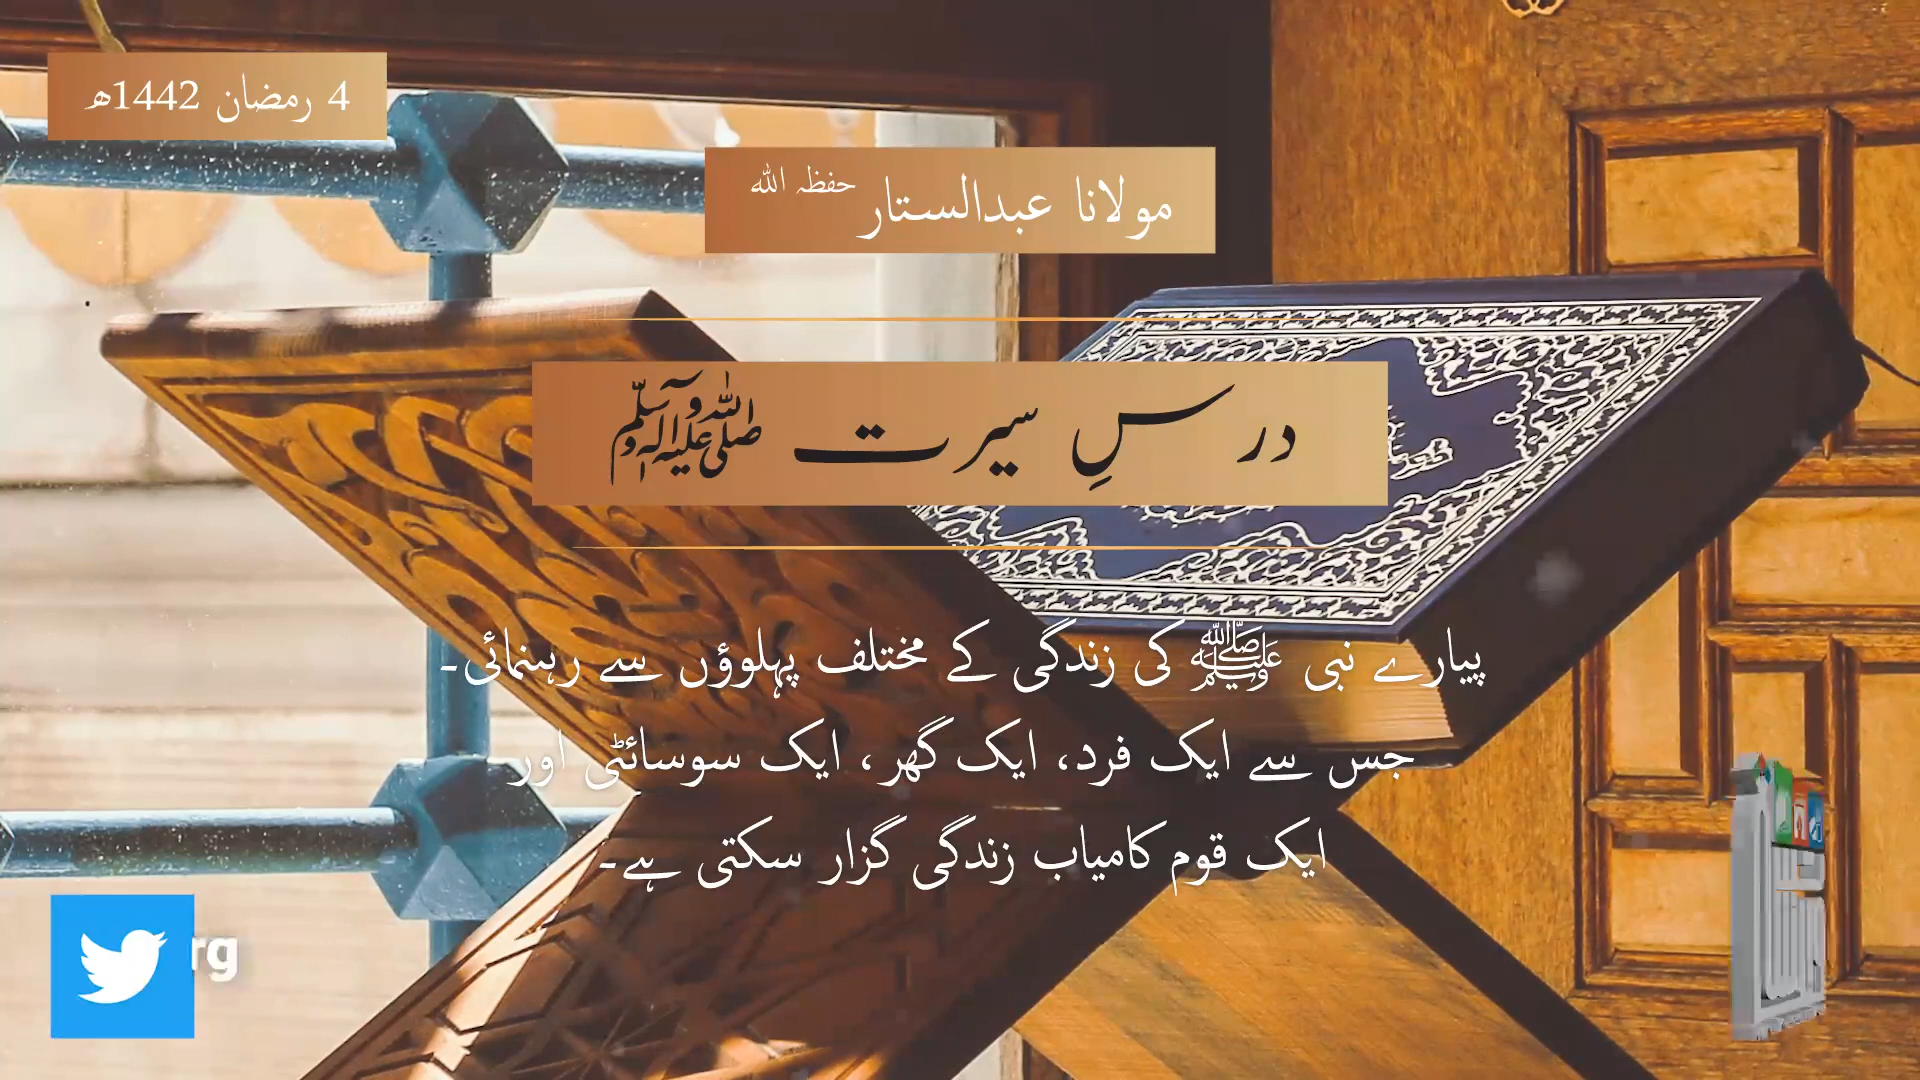 4 رمضان 1442ھ
مولانا عبدالستار حفظہ اللہ
درسِ سیرت صلی اللہ علیہ وآلہ وسلم
پیارے نبی ﷺ کی زندگی کے مختلف پہلوؤں سے رہنمائی۔
جس سے ایک فرد، ایک گھر، ایک سوسائٹی اور
ایک قوم کامیاب زندگی گزار سکتی ہے۔
rg